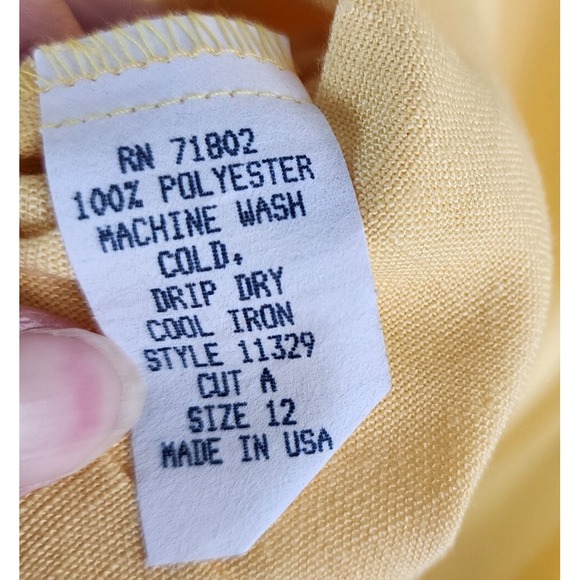 RN 71802
100% POLYESTER
MACHINE WASH
COLD,
DRIP DRY
COOL IRON
STYLE 11329
CUT A
SIZE 12
MADE IN USA